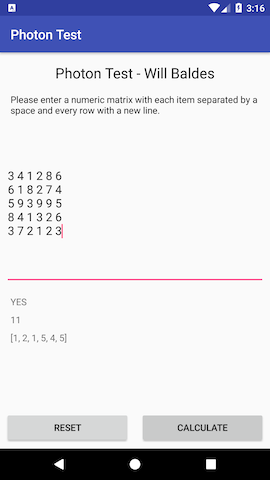 3:16
Photon Test
Photon Test - Will Baldes
Please enter a numeric matrix with each item separated by a
space and every row with a new line.
3 4 1 2 8 6
6 1 8 2 7 4
5 9 3 9 9 5
8 4 1 3 2 6
3 7 2 1 2 3
YES
11
[1, 2, 1, 5, 4, 5]
RESET
CALCULATE